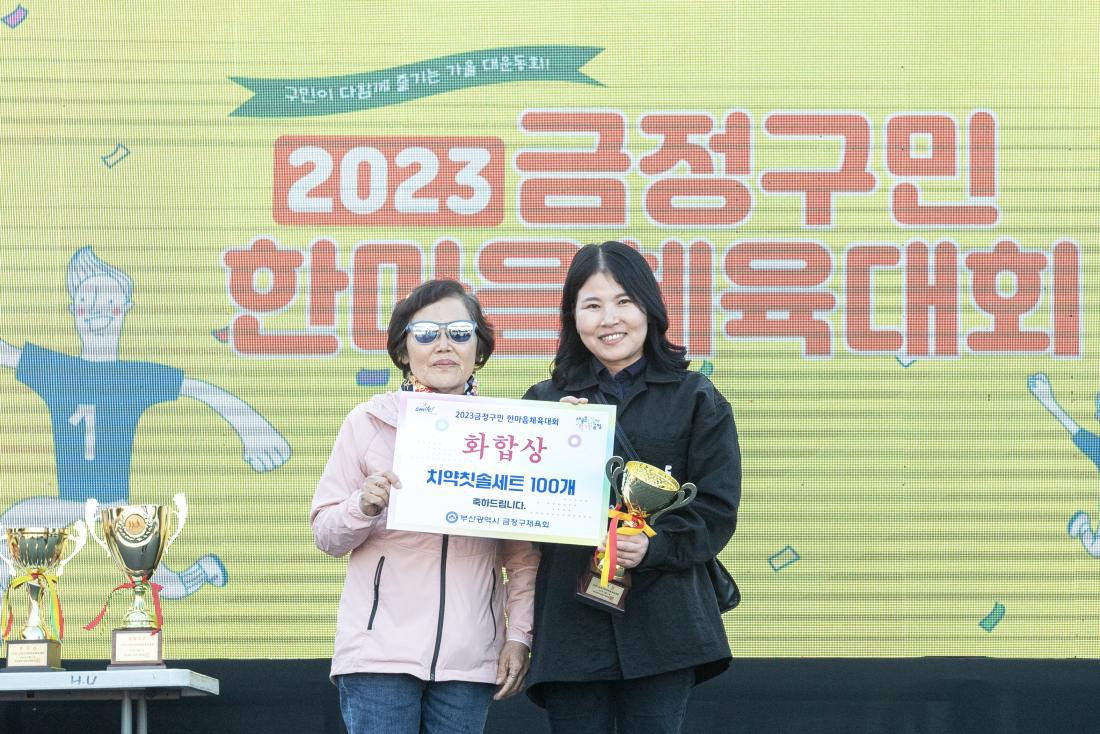 구민이 다함께 즐기는 가을 대운동회!
2023 금정구민
한마음체육대회
1
smile!
2023금정구민 한마음체육대회
화합상
치약칫솔세트 100개
축하드립니다.
부산광역시 금정구체육회
H.U